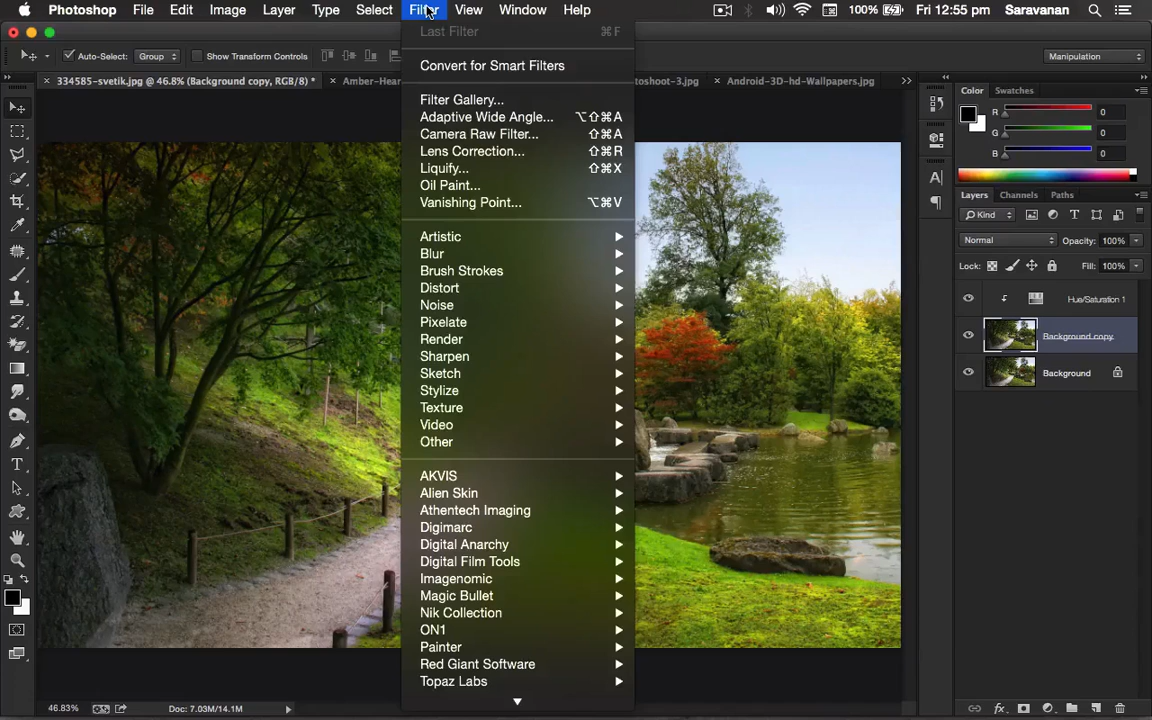 Photoshop File Edit Image Layer Type Select Filter View Window Help 100% Fri 12:55 pm Saravanan
Auto-Select: Group Show Transform Controls Manipulation
334585-svetik.jpg @ 46.8% (Background copy, RGB/8) * Amber-Hear toshoot-3.jpg Android-3D-hd-Wallpapers.jpg
Last Filter ⌘F
Convert for Smart Filters
Filter Gallery...
Adaptive Wide Angle... ⌥⇧⌘A
Camera Raw Filter... ⇧⌘A
Lens Correction... ⇧⌘R
Liquify... ⇧⌘X
Oil Paint...
Vanishing Point... ⌥⌘V
Artistic
Blur
Brush Strokes
Distort
Noise
Pixelate
Render
Sharpen
Sketch
Stylize
Texture
Video
Other
AKVIS
Alien Skin
Athentech Imaging
Digimarc
Digital Anarchy
Digital Film Tools
Imagenomic
Magic Bullet
Nik Collection
ON1
Painter
Red Giant Software
Topaz Labs
Color Swatches
R 0
G 0
B 0
Layers Channels Paths
Kind
Normal Opacity: 100%
Lock: Fill: 100%
Hue/Saturation 1
Background copy
Background
46.83% Doc: 7.03M/14.1M